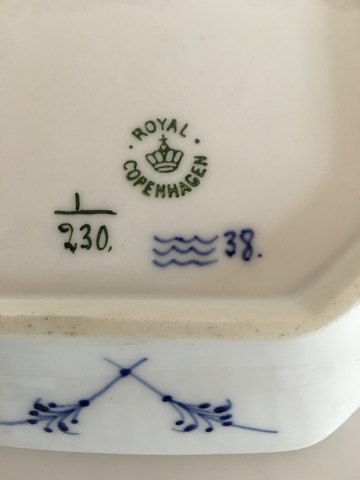 · ROYAL ·
COPENHAGEN
1
230.
38.